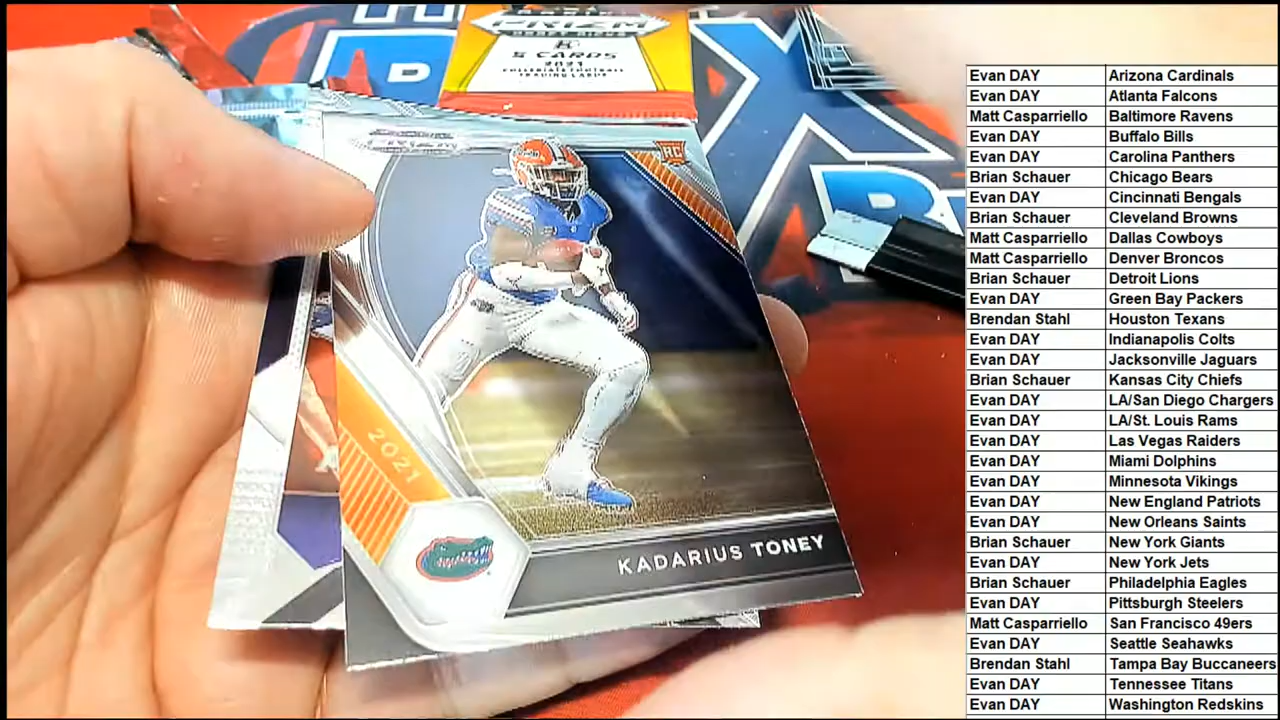 PRIZM
DRAFT PICKS
5 CARDS
2021
COLLEGIATE FOOTBALL
TRADING CARDS
RC
2021
KADARIUS TONEY
Evan DAY Arizona Cardinals
Evan DAY Atlanta Falcons
Matt Casparriello Baltimore Ravens
Evan DAY Buffalo Bills
Evan DAY Carolina Panthers
Brian Schauer Chicago Bears
Evan DAY Cincinnati Bengals
Brian Schauer Cleveland Browns
Matt Casparriello Dallas Cowboys
Matt Casparriello Denver Broncos
Brian Schauer Detroit Lions
Evan DAY Green Bay Packers
Brendan Stahl Houston Texans
Evan DAY Indianapolis Colts
Evan DAY Jacksonville Jaguars
Brian Schauer Kansas City Chiefs
Evan DAY LA/San Diego Chargers
Evan DAY LA/St. Louis Rams
Evan DAY Las Vegas Raiders
Evan DAY Miami Dolphins
Evan DAY Minnesota Vikings
Evan DAY New England Patriots
Evan DAY New Orleans Saints
Brian Schauer New York Giants
Evan DAY New York Jets
Brian Schauer Philadelphia Eagles
Evan DAY Pittsburgh Steelers
Matt Casparriello San Francisco 49ers
Evan DAY Seattle Seahawks
Brendan Stahl Tampa Bay Buccaneers
Evan DAY Tennessee Titans
Evan DAY Washington Redskins